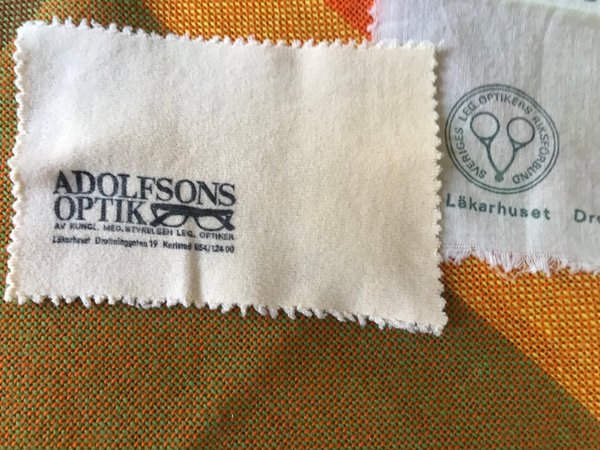 ADOLFSONS
OPTIK
AV KUNGL. MED. STYRELSEN LEG. OPTIKER
Läkarhuset Drottninggatan 19 Karlstad 054/124 00
SVERIGES LEG. OPTIKERS RIKSFÖRBUND
Läkarhuset Dro